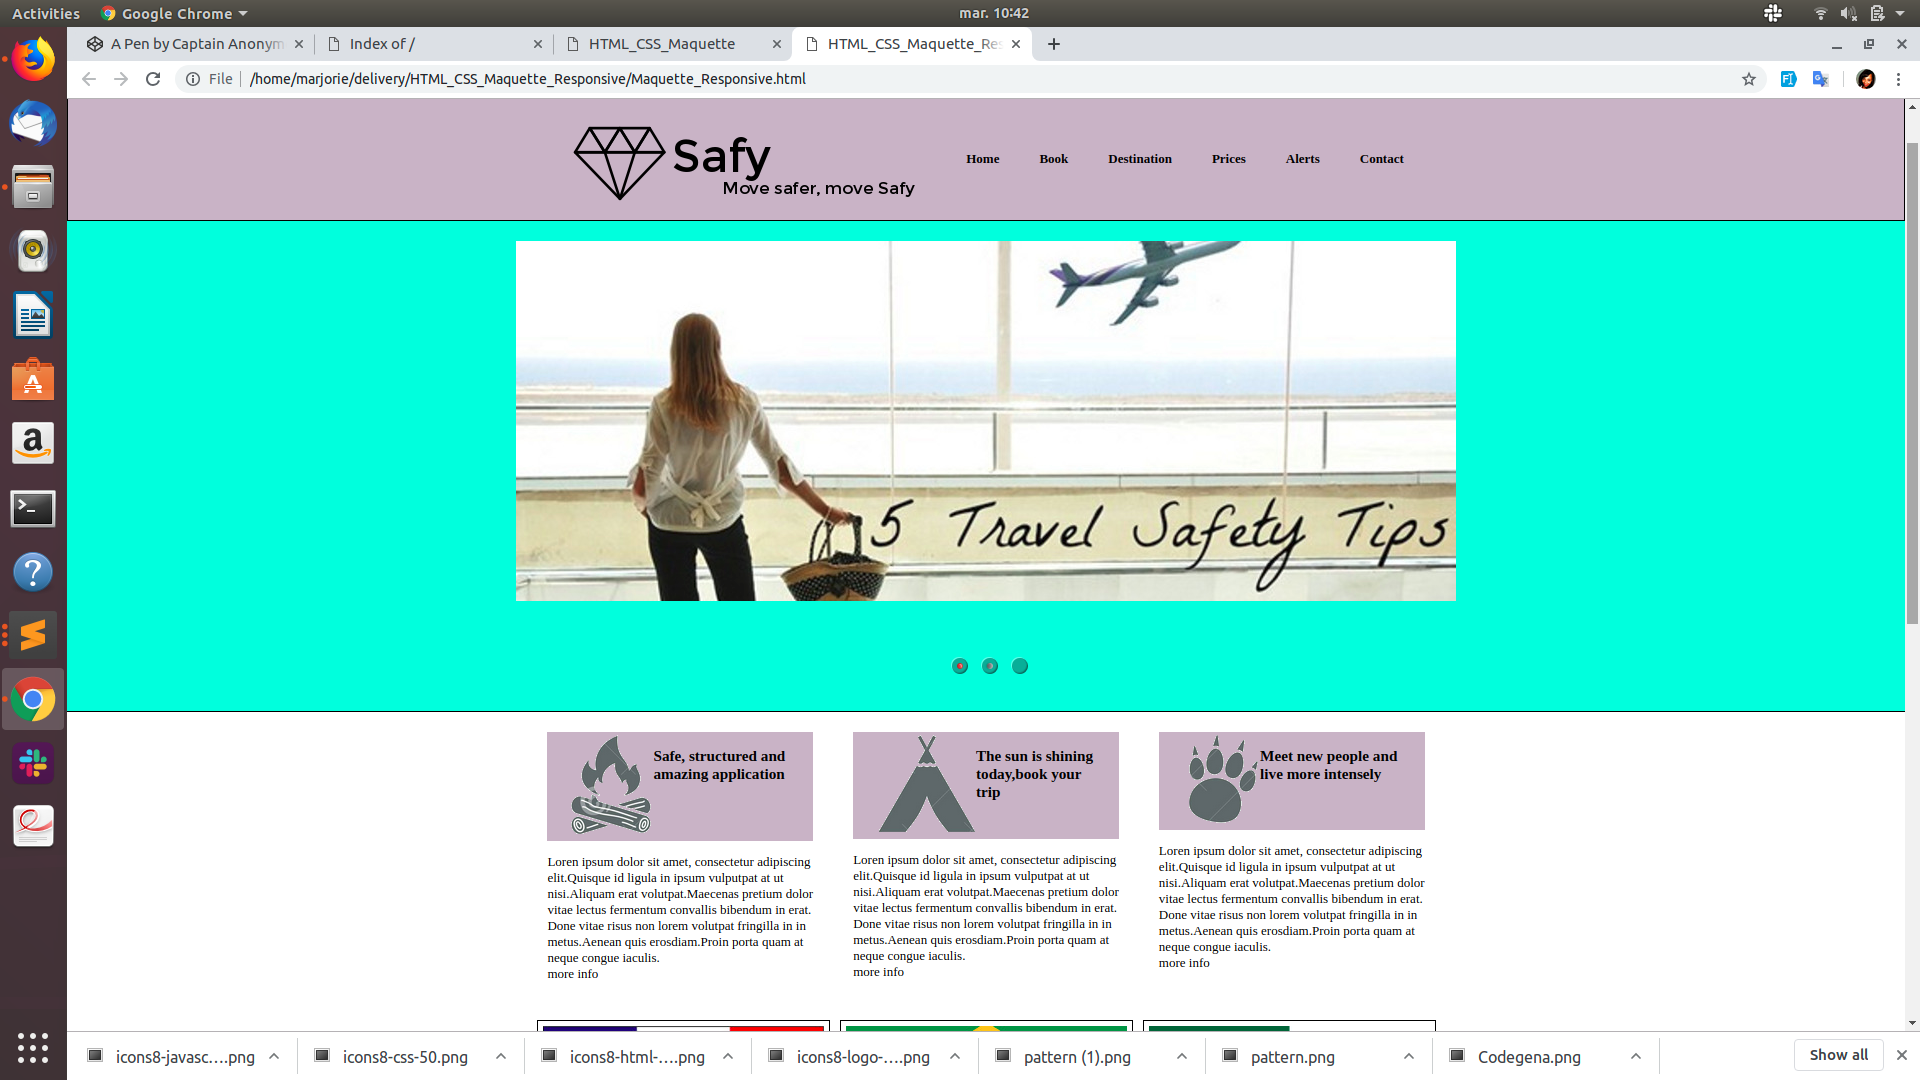 Activities
Google Chrome
mar. 10:42
A Pen by Captain Anonym
Index of /
HTML_CSS_Maquette
HTML_CSS_Maquette_Res
File
/home/marjorie/delivery/HTML_CSS_Maquette_Responsive/Maquette_Responsive.html
Safy
Move safer, move Safy
Home
Book
Destination
Prices
Alerts
Contact
5 Travel Safety Tips
Safe, structured and
amazing application
The sun is shining
today,book your
trip
Meet new people and
live more intensely
Loren ipsum dolor sit amet, consectetur adipiscing
elit.Quisque id ligula in ipsum vulputpat at ut
nisi.Aliquam erat volutpat.Maecenas pretium dolor
vitae lectus fermentum convallis bibendum in erat.
Done vitae risus non lorem volutpat fringilla in in
metus.Aenean quis erosdiam.Proin porta quam at
neque congue iaculis.
more info
Loren ipsum dolor sit amet, consectetur adipiscing
elit.Quisque id ligula in ipsum vulputpat at ut
nisi.Aliquam erat volutpat.Maecenas pretium dolor
vitae lectus fermentum convallis bibendum in erat.
Done vitae risus non lorem volutpat fringilla in in
metus.Aenean quis erosdiam.Proin porta quam at
neque congue iaculis.
more info
Loren ipsum dolor sit amet, consectetur adipiscing
elit.Quisque id ligula in ipsum vulputpat at ut
nisi.Aliquam erat volutpat.Maecenas pretium dolor
vitae lectus fermentum convallis bibendum in erat.
Done vitae risus non lorem volutpat fringilla in in
metus.Aenean quis erosdiam.Proin porta quam at
neque congue iaculis.
more info
icons8-javasc....png
icons8-css-50.png
icons8-html-....png
icons8-logo-....png
pattern (1).png
pattern.png
Codegena.png
Show all